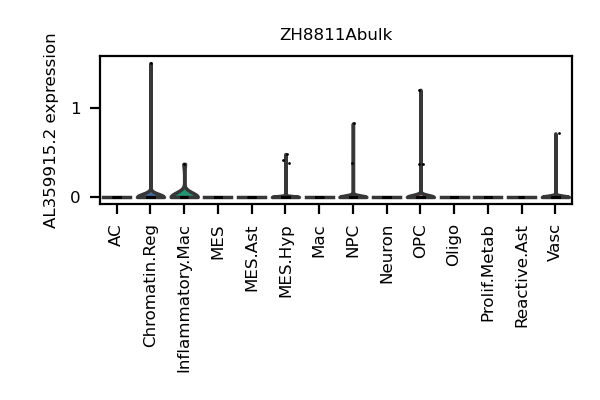 ZH8811Abulk
AL359915.2 expression
1
0
AC
Chromatin.Reg
Inflammatory.Mac
MES
MES.Ast
MES.Hyp
Mac
NPC
Neuron
OPC
Oligo
Prolif.Metab
Reactive.Ast
Vasc